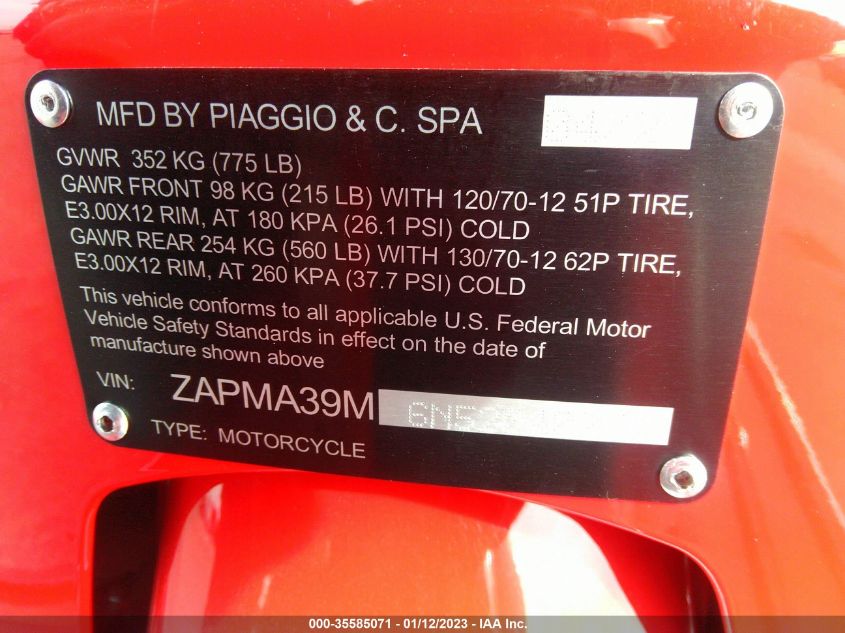 MFD BY PIAGGIO & C. SPA
GVWR 352 KG (775 LB)
GAWR FRONT 98 KG (215 LB) WITH 120/70-12 51P TIRE,
E3.00X12 RIM, AT 180 KPA (26.1 PSI) COLD
GAWR REAR 254 KG (560 LB) WITH 130/70-12 62P TIRE,
E3.00X12 RIM, AT 260 KPA (37.7 PSI) COLD
This vehicle conforms to all applicable U.S. Federal Motor
Vehicle Safety Standards in effect on the date of
manufacture shown above
VIN: ZAPMA39M
TYPE: MOTORCYCLE
000-35585071 - 01/12/2023 - IAA Inc.